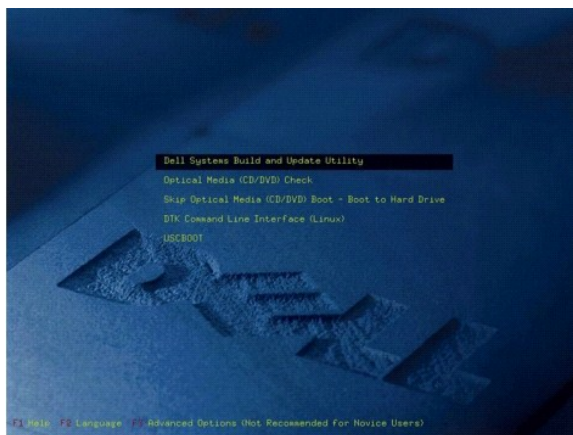 Dell Systems Build and Update Utility
Optical Media (CD/DVD) Check
Skip Optical Media (CD/DVD) Boot - Boot to Hard Drive
DTK Command Line Interface (Linux)
USCBOOT
DELL
F1 Help F2 Language F3 Advanced Options (Not Recommended for Novice Users)